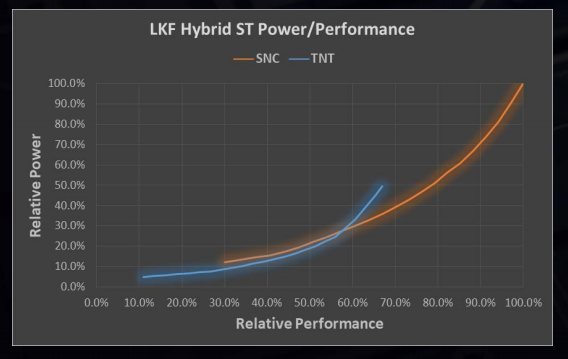 LKF Hybrid ST Power/Performance
SNC TNT
100.0%
90.0%
80.0%
70.0%
60.0%
50.0%
40.0%
30.0%
20.0%
10.0%
0.0%
Relative Power
0.0% 10.0% 20.0% 30.0% 40.0% 50.0% 60.0% 70.0% 80.0% 90.0% 100.0%
Relative Performance